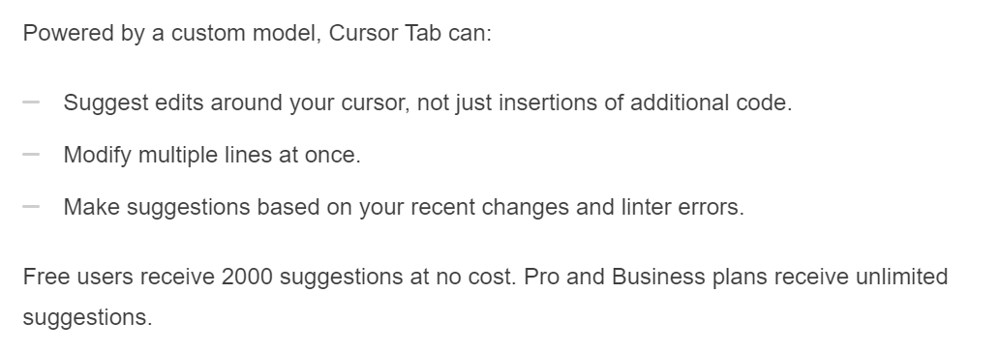 Powered by a custom model, Cursor Tab can:
— Suggest edits around your cursor, not just insertions of additional code.
— Modify multiple lines at once.
— Make suggestions based on your recent changes and linter errors.
Free users receive 2000 suggestions at no cost. Pro and Business plans receive unlimited
suggestions.